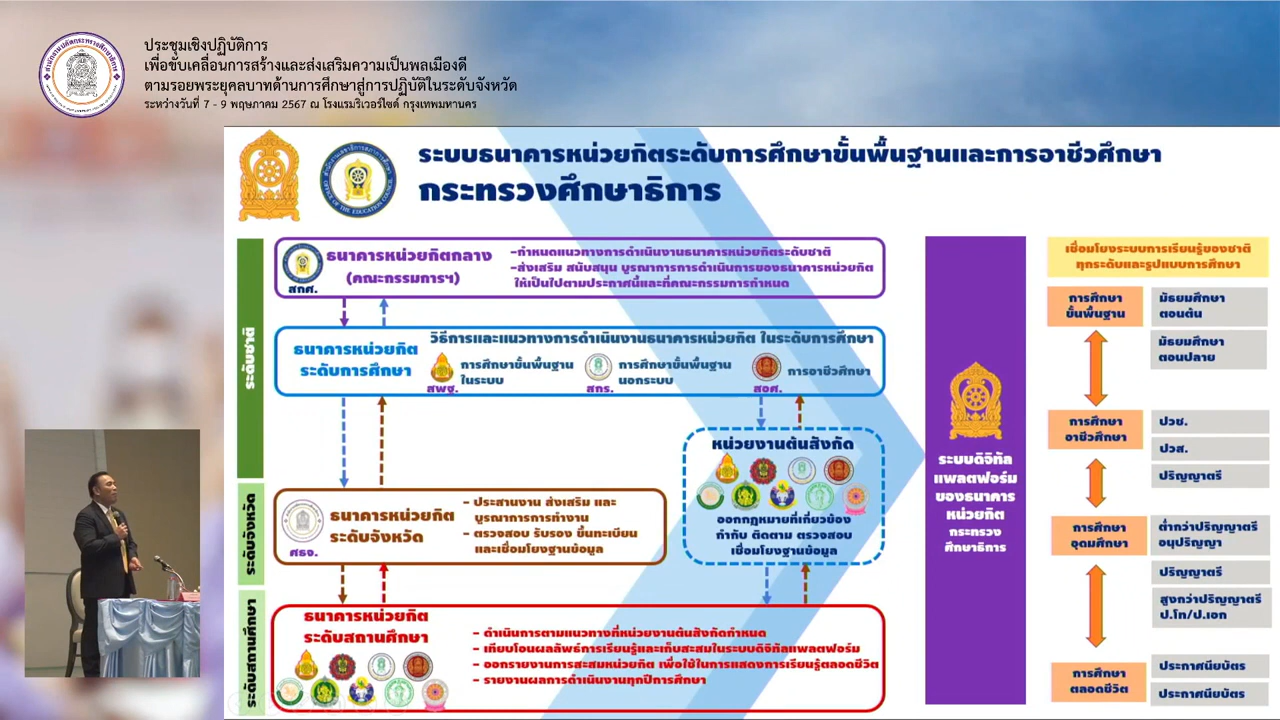 ประชุมเชิงปฏิบัติการ
เพื่อขับเคลื่อนการสร้างและส่งเสริมความเป็นพลเมืองดี
ตามรอยพระยุคลบาทด้านการศึกษาสู่การปฏิบัติในระดับจังหวัด
ระหว่างวันที่ 7 - 9 พฤษภาคม 2567 ณ โรงแรมริเวอร์ไซด์ กรุงเทพมหานคร
ระบบธนาคารหน่วยกิตระดับการศึกษาขั้นพื้นฐานและการอาชีวศึกษา
กระทรวงศึกษาธิการ
ระดับชาติ
ธนาคารหน่วยกิตกลาง
(คณะกรรมการฯ)
สกศ.
-กำหนดแนวทางการดำเนินงานธนาคารหน่วยกิตระดับชาติ
-ส่งเสริม สนับสนุน บูรณาการการดำเนินการของธนาคารหน่วยกิต
ให้เป็นไปตามประกาศนี้และที่คณะกรรมการกำหนด
ธนาคารหน่วยกิต
ระดับการศึกษา
วิธีการและแนวทางการดำเนินงานธนาคารหน่วยกิต ในระดับการศึกษา
การศึกษาขั้นพื้นฐาน
ในระบบ
สพฐ.
การศึกษาขั้นพื้นฐาน
นอกระบบ
สกร.
การอาชีวศึกษา
สอศ.
หน่วยงานต้นสังกัด
ออกกฎหมายที่เกี่ยวข้อง
กำกับ ติดตาม ตรวจสอบ
เชื่อมโยงฐานข้อมูล
ระดับจังหวัด
ศธจ.
ธนาคารหน่วยกิต
ระดับจังหวัด
- ประสานงาน ส่งเสริม และ
บูรณาการการทำงาน
- ตรวจสอบ รับรอง ขึ้นทะเบียน
และเชื่อมโยงฐานข้อมูล
ระดับสถานศึกษา
ธนาคารหน่วยกิต
ระดับสถานศึกษา
- ดำเนินการตามแนวทางที่หน่วยงานต้นสังกัดกำหนด
- เทียบโอนผลลัพธ์การเรียนรู้และเก็บสะสมในระบบดิจิทัลแพลตฟอร์ม
- ออกรายงานการสะสมหน่วยกิต เพื่อใช้ในการแสดงการเรียนรู้ตลอดชีวิต
- รายงานผลการดำเนินงานทุกปีการศึกษา
ระบบดิจิทัล
แพลตฟอร์ม
ของธนาคาร
หน่วยกิต
กระทรวง
ศึกษาธิการ
เชื่อมโยงระบบการเรียนรู้ของชาติ
ทุกระดับและรูปแบบการศึกษา
การศึกษา
ขั้นพื้นฐาน
มัธยมศึกษา
ตอนต้น
มัธยมศึกษา
ตอนปลาย
การศึกษา
อาชีวศึกษา
ปวช.
ปวส.
ปริญญาตรี
การศึกษา
อุดมศึกษา
ต่ำกว่าปริญญาตรี
อนุปริญญา
ปริญญาตรี
สูงกว่าปริญญาตรี
ป.โท/ป.เอก
การศึกษา
ตลอดชีวิต
ประกาศนียบัตร
ประกาศนียบัตร